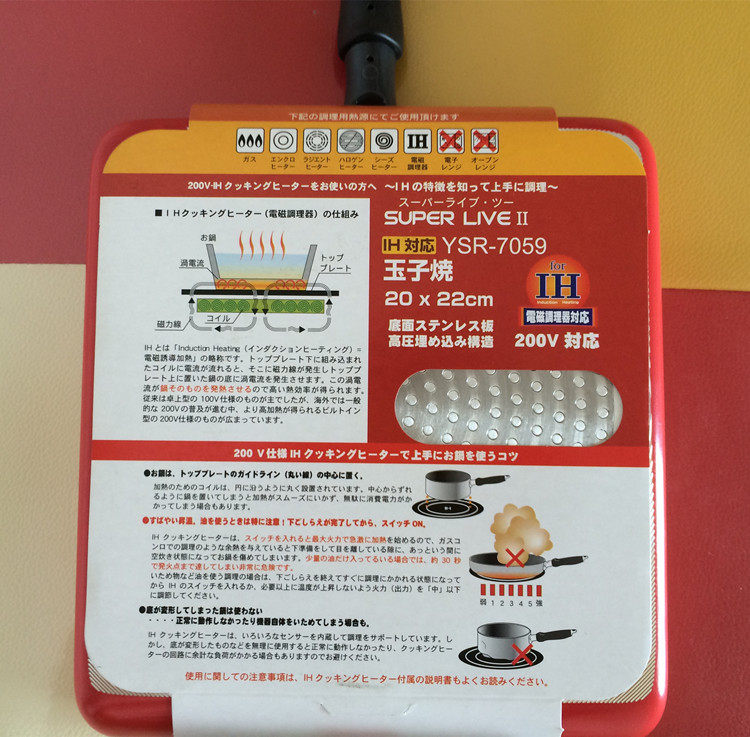 下記の調理用熱源にてご使用頂けます
ガス
エンクロヒーター
ラジエントヒーター
ハロゲンヒーター
シーズヒーター
IH
電磁調理器
電子レンジ
オーブンレンジ
200V・IHクッキングヒーターをお使いの方へ 〜IHの特徴を知って上手に調理〜
■IHクッキングヒーター(電磁調理器)の仕組み
お鍋
渦電流
トッププレート
コイル
磁力線
IHとは「Induction Heating(インダクションヒーティング)=
電磁誘導加熱」の略称です。トッププレート下に組み込まれ
たコイルに電流が流れると、そこに磁力線が発生しトッププ
レート上に置いた鍋の底に渦電流を発生させます。この渦電
流が鍋そのものを発熱させるので高い熱効率が得られます。
従来は卓上型の100V仕様のものが主でしたが、海外では一般
的な200Vの普及が進む中、より高加熱が得られるビルトイン
型の200V仕様のものが広まっています。
スーパーライブ・ツー
SUPER LIVE II
IH対応 YSR-7059
玉子焼
20 x 22cm
底面ステンレス板
高圧埋め込み構造
for
IH
Induction Heating
電磁調理器対応
200V 対応
200V仕様IHクッキングヒーターで上手にお鍋を使うコツ
●お鍋は、トッププレートのガイドライン(丸い線)の中心に置く。
加熱のためのコイルは、円に沿うように丸く設置されています。中心からずれ
るように鍋を置いてしまうと加熱がスムーズにいかず、無駄に消費電力がか
かってしまう場合もあります。
●すばやい昇温。油を使うときは特に注意!下ごしらえが完了してから、スイッチON。
IHクッキングヒーターは、スイッチを入れると最大火力で急激に加熱を始めるので、ガスコ
ンロでの調理のような余熱を与えていると下準備をして目を離している隙に、あっという間に
空炊き状態になってお鍋を傷めてしまいます。少量の油だけ入ってるいる場合では、約30秒
で発火点まで達してしまい非常に危険です。
いため物など油を使う調理の場合は、下ごしらえを終えてすぐに調理にかかれる状態になって
からIHのスイッチを入れるか、必要以上に温度が上昇しないよう火力(出力)を「中」以下
に調節してください。
弱 1 2 3 4 5 強
●底が変形してしまった鍋は使わない
・・・・正常に動作しなかったり機器自体をいためてしまう場合も。
IHクッキングヒーターは、いろいろなセンサーを内蔵して調理をサポートしています。し
かし、底が変形したものなどを無理に使用すると正常に動作しなかったり、クッキングヒー
ターの回路に余計な負荷がかかる場合もありますのでお避けください。
使用に関しての注意事項は、IHクッキングヒーター付属の説明書もよくお読みください。